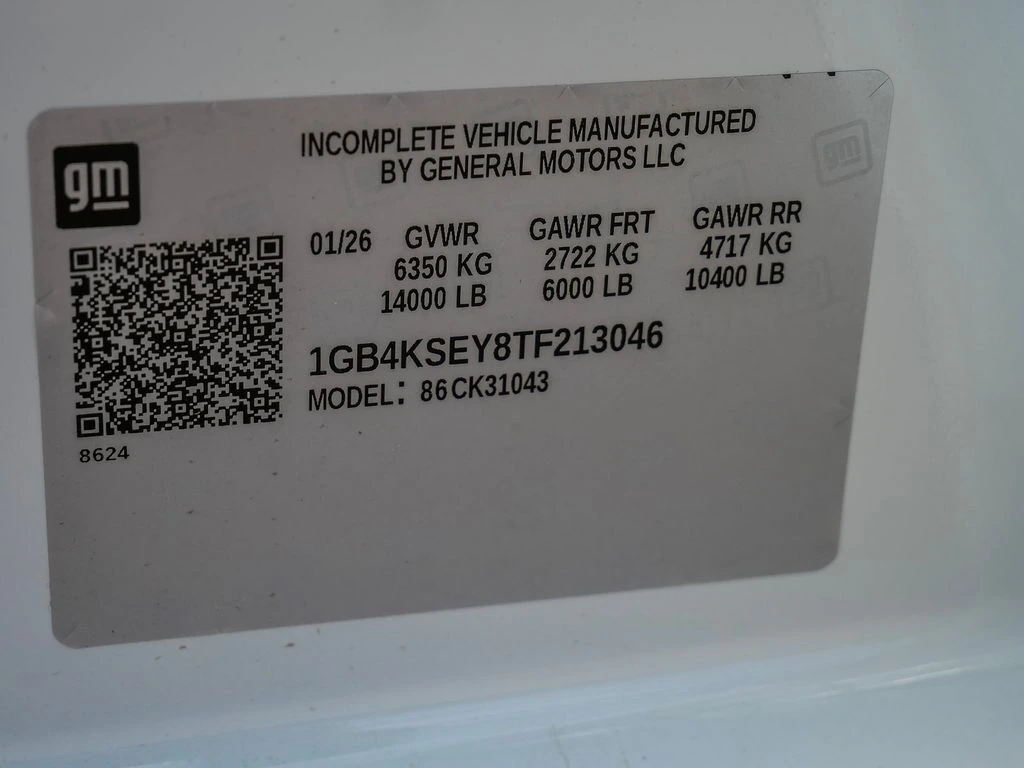 gm
INCOMPLETE VEHICLE MANUFACTURED
BY GENERAL MOTORS LLC
gm
01/26 GVWR GAWR FRT GAWR RR
6350 KG 2722 KG 4717 KG
14000 LB 6000 LB 10400 LB
1GB4KSEY8TF213046
MODEL: 86CK31043
8624